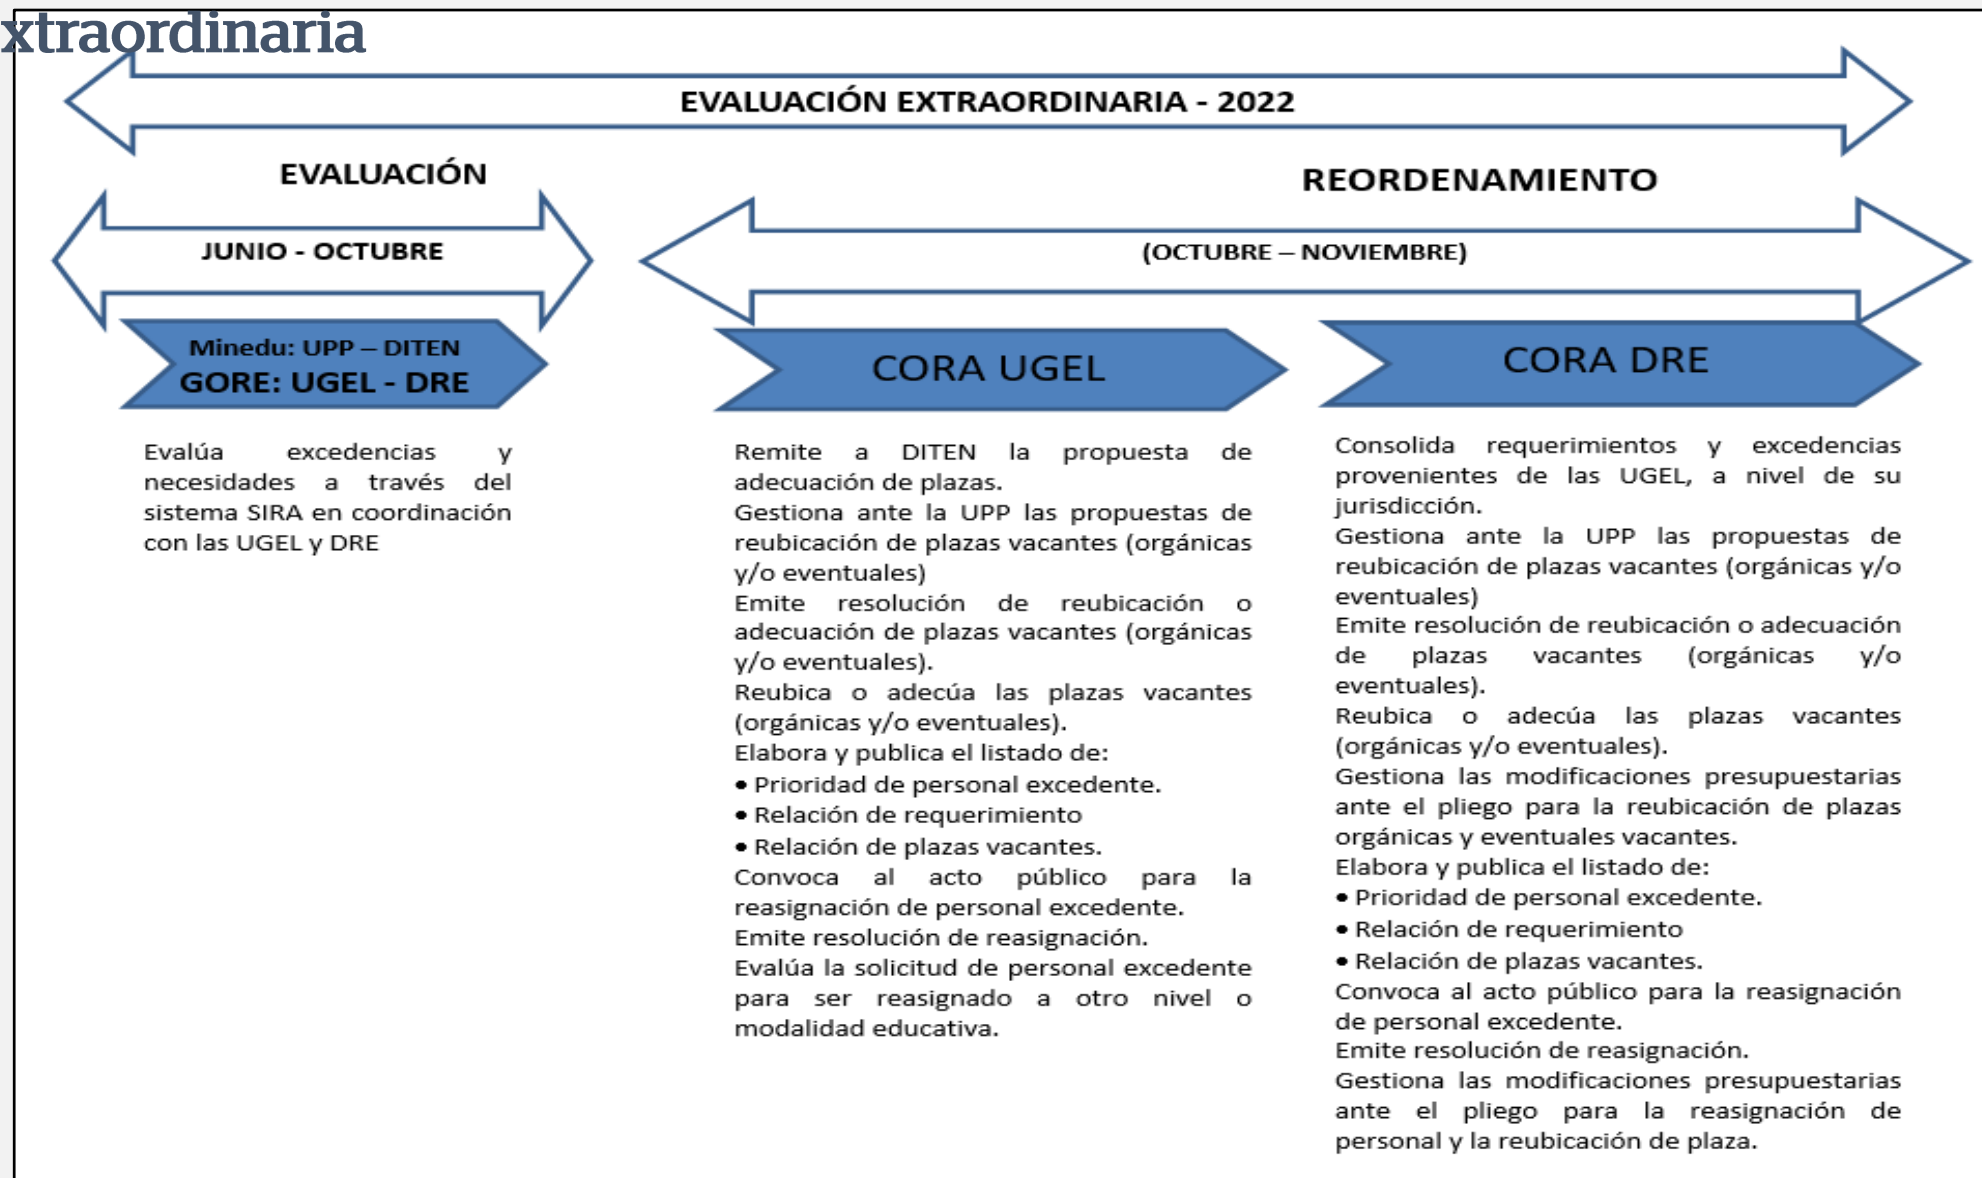 xtraordinaria
EVALUACIÓN EXTRAORDINARIA - 2022
EVALUACIÓN
JUNIO - OCTUBRE
Minedu: UPP – DITEN
GORE: UGEL - DRE
Evalúa excedencias y
necesidades a través del
sistema SIRA en coordinación
con las UGEL y DRE
REORDENAMIENTO
(OCTUBRE – NOVIEMBRE)
CORA UGEL
Remite a DITEN la propuesta de
adecuación de plazas.
Gestiona ante la UPP las propuestas de
reubicación de plazas vacantes (orgánicas
y/o eventuales)
Emite resolución de reubicación o
adecuación de plazas vacantes (orgánicas
y/o eventuales).
Reubica o adecúa las plazas vacantes
(orgánicas y/o eventuales).
Elabora y publica el listado de:
• Prioridad de personal excedente.
• Relación de requerimiento
• Relación de plazas vacantes.
Convoca al acto público para la
reasignación de personal excedente.
Emite resolución de reasignación.
Evalúa la solicitud de personal excedente
para ser reasignado a otro nivel o
modalidad educativa.
CORA DRE
Consolida requerimientos y excedencias
provenientes de las UGEL, a nivel de su
jurisdicción.
Gestiona ante la UPP las propuestas de
reubicación de plazas vacantes (orgánicas y/o
eventuales)
Emite resolución de reubicación o adecuación
de plazas vacantes (orgánicas y/o
eventuales).
Reubica o adecúa las plazas vacantes
(orgánicas y/o eventuales).
Gestiona las modificaciones presupuestarias
ante el pliego para la reubicación de plazas
orgánicas y eventuales vacantes.
Elabora y publica el listado de:
• Prioridad de personal excedente.
• Relación de requerimiento
• Relación de plazas vacantes.
Convoca al acto público para la reasignación
de personal excedente.
Emite resolución de reasignación.
Gestiona las modificaciones presupuestarias
ante el pliego para la reasignación de
personal y la reubicación de plaza.